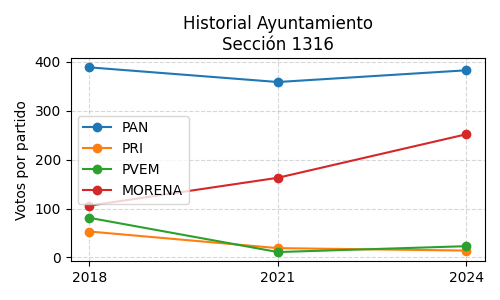 Historial Ayuntamiento
Sección 1316
Votos por partido
400
300
200
100
0
PAN
PRI
PVEM
MORENA
2018
2021
2024